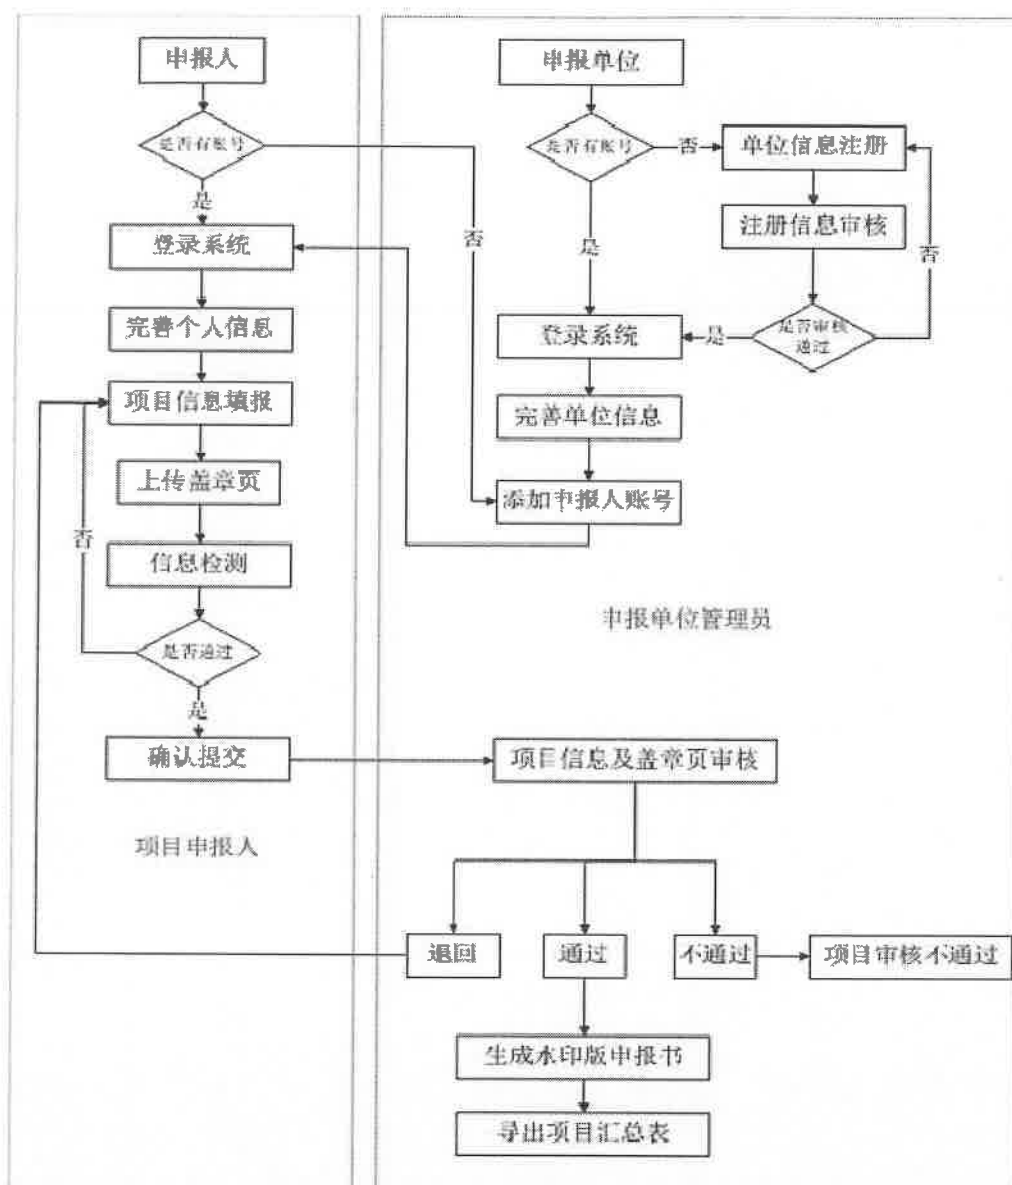 申报人
是否有账号
是
否
登录系统
完善个人信息
项目信息填报
上传盖章页
信息检测
否
是否通过
是
确认提交
项目申报人
申报单位
是否有账号
否
单位信息注册
注册信息审核
否
是
是否审核
通过
是
登录系统
完善单位信息
添加申报人账号
申报单位管理员
项目信息及盖章页审核
退回
通过
不通过
项目审核不通过
生成水印版申报书
导出项目汇总表